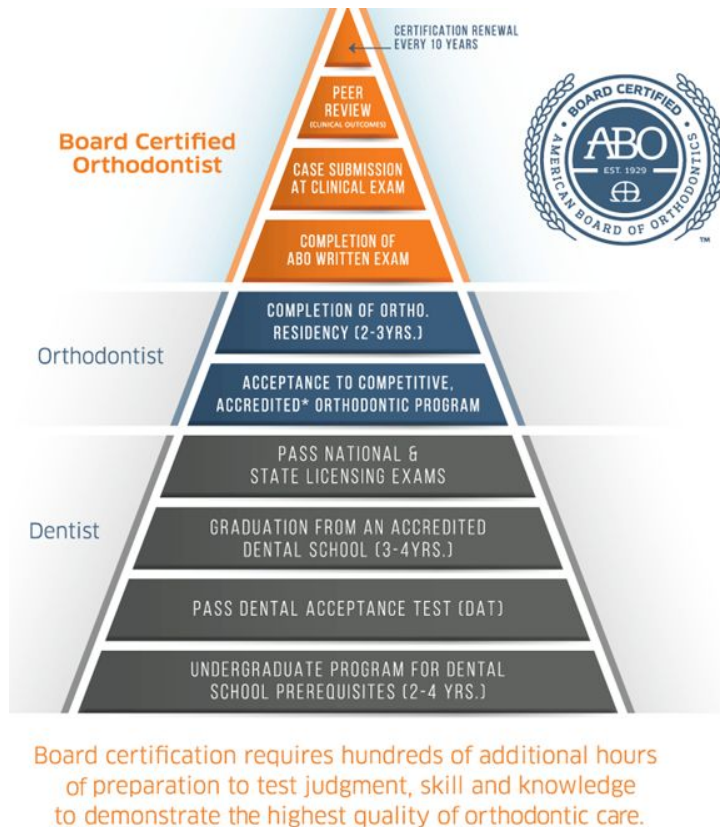 CERTIFICATION RENEWAL
EVERY 10 YEARS
PEER
REVIEW
(CLINICAL OUTCOMES)
Board Certified
Orthodontist
CASE SUBMISSION
AT CLINICAL EXAM
COMPLETION OF
ABO WRITTEN EXAM
BOARD CERTIFIED
ABO
EST. 1929
AMERICAN BOARD OF ORTHODONTICS
TM
Orthodontist
COMPLETION OF ORTHO.
RESIDENCY (2-3YRS.)
ACCEPTANCE TO COMPETITIVE,
ACCREDITED* ORTHODONTIC PROGRAM
Dentist
PASS NATIONAL &
STATE LICENSING EXAMS
GRADUATION FROM AN ACCREDITED
DENTAL SCHOOL (3-4YRS.)
PASS DENTAL ACCEPTANCE TEST (DAT)
UNDERGRADUATE PROGRAM FOR DENTAL
SCHOOL PREREQUISITES (2-4 YRS.)
Board certification requires hundreds of additional hours
of preparation to test judgment, skill and knowledge
to demonstrate the highest quality of orthodontic care.